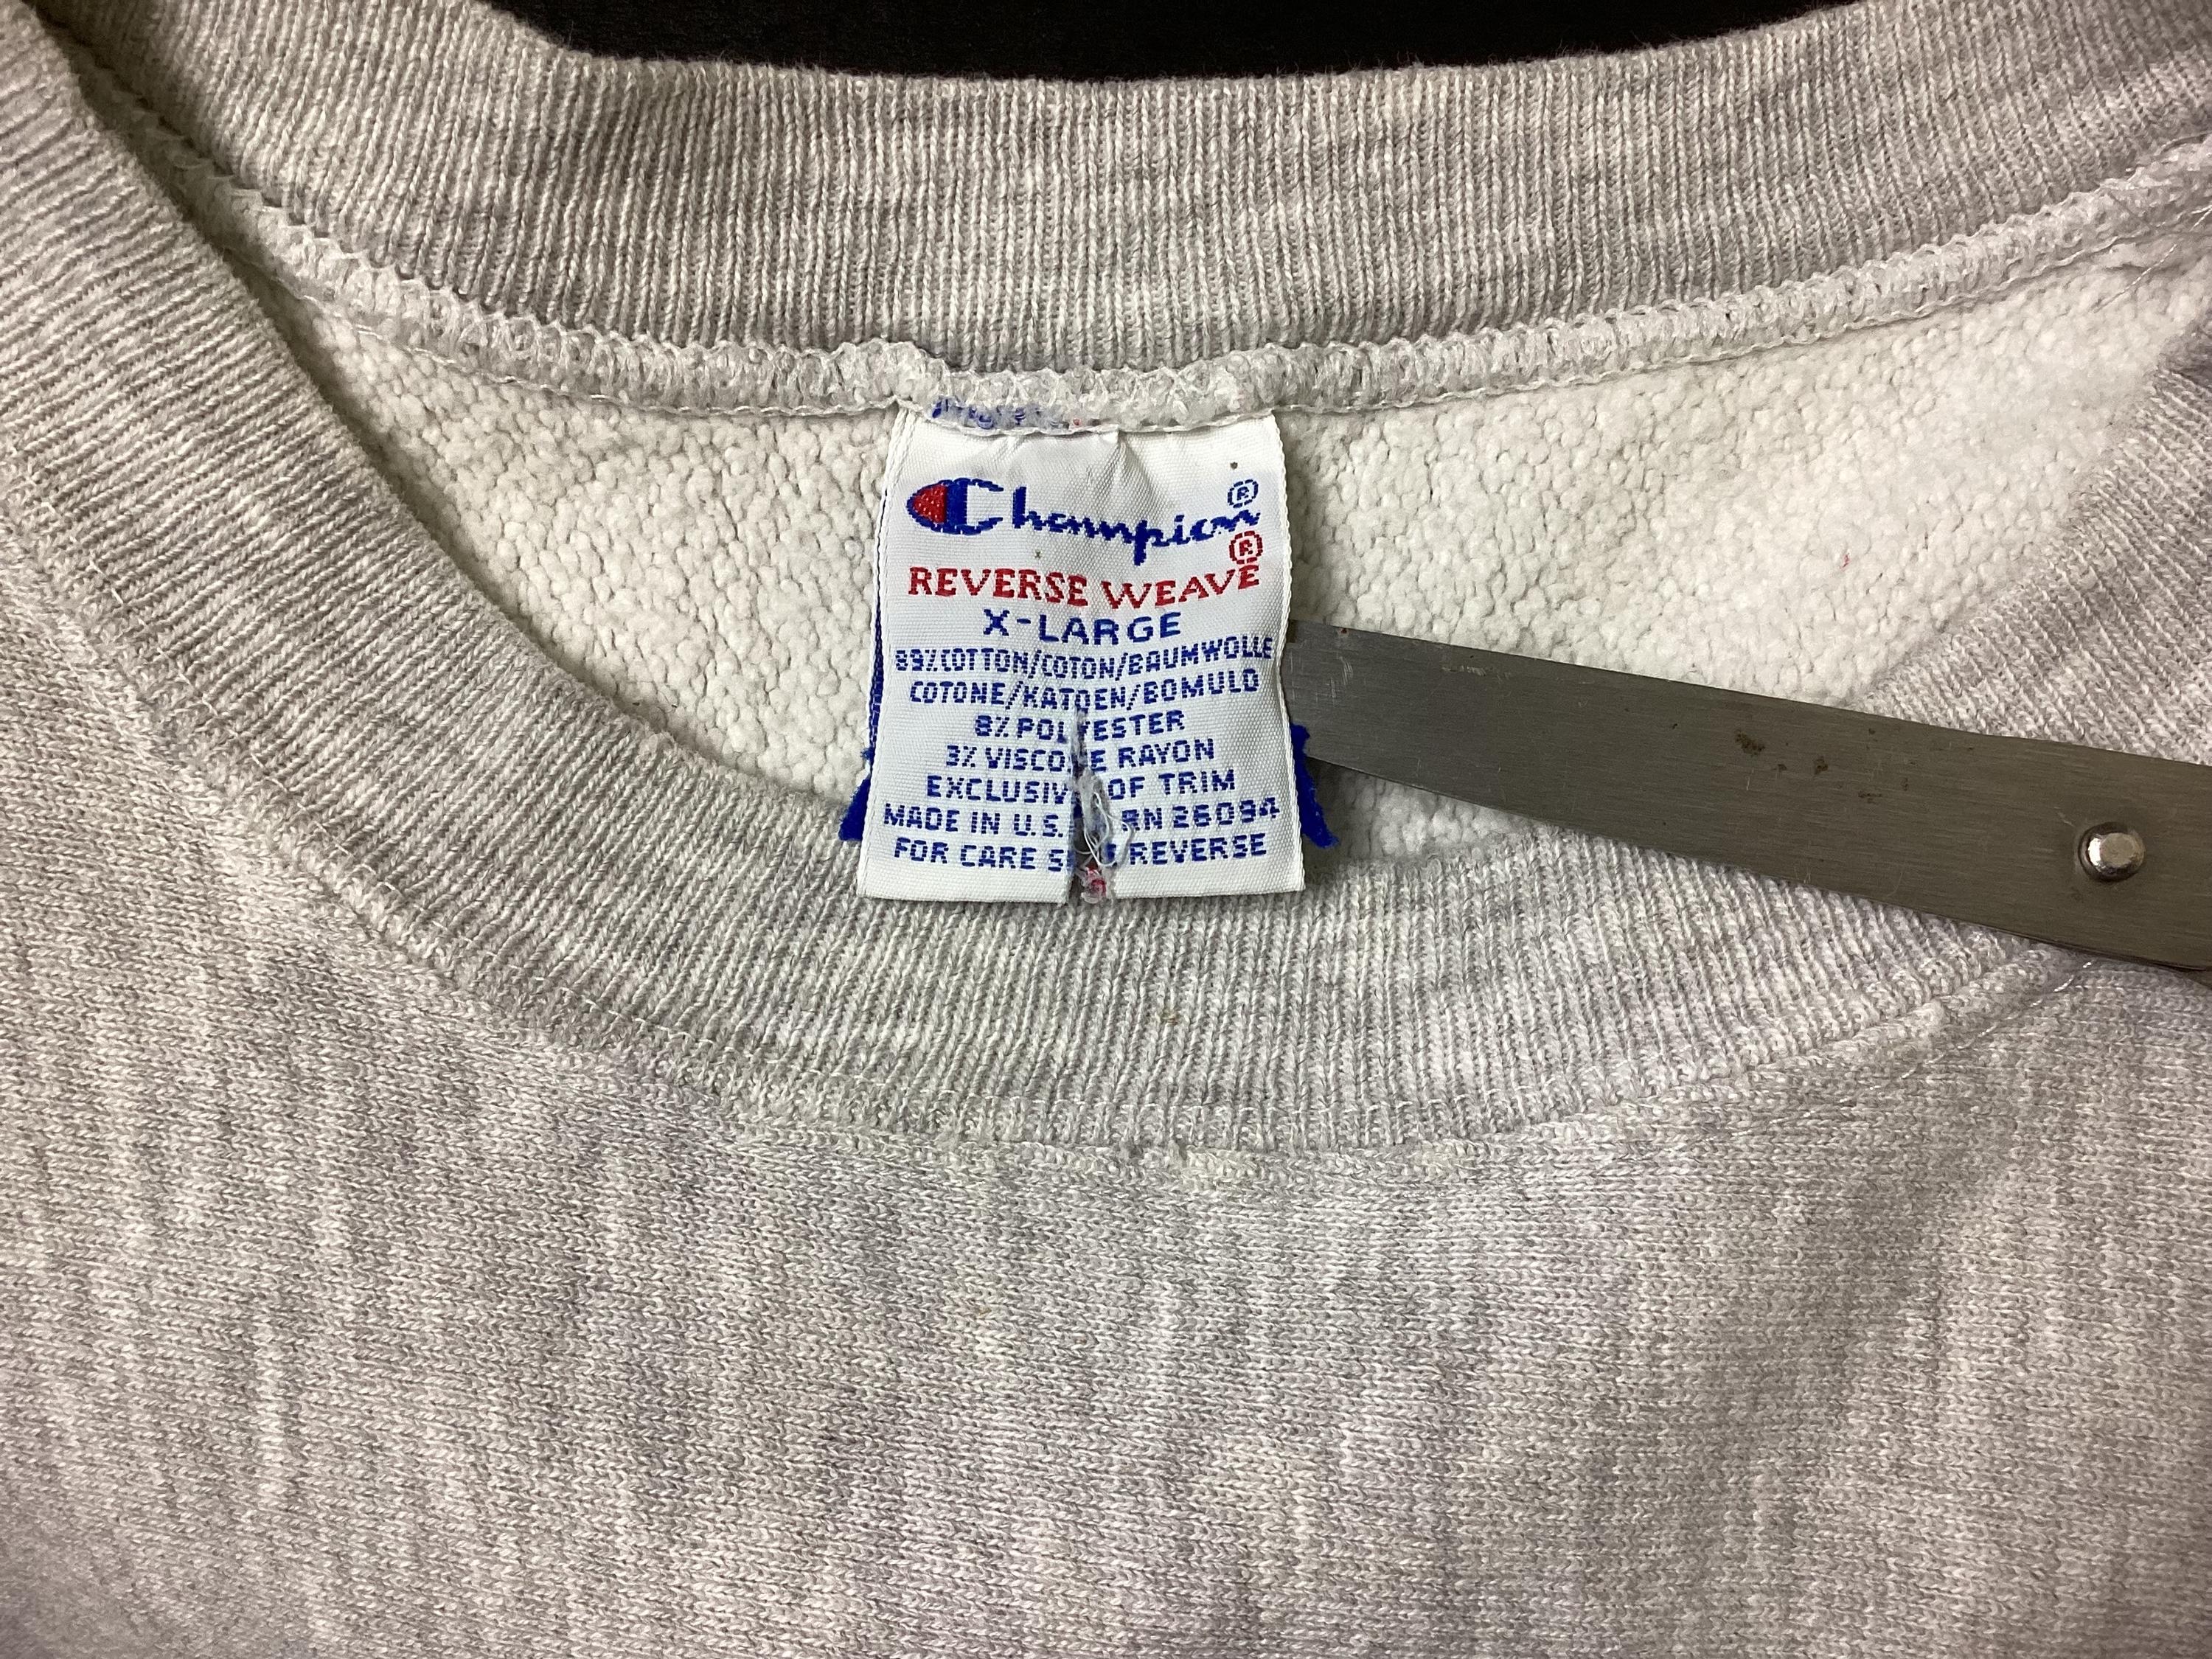 Champion®
REVERSE WEAVE®
X-LARGE
89% COTTON/COTON/BAUMWOLLE
COTONE/KATOEN/BOMULD
8% POLYESTER
3% VISCOSE RAYON
EXCLUSIVE OF TRIM
MADE IN U.S. RN 26094
FOR CARE SEE REVERSE